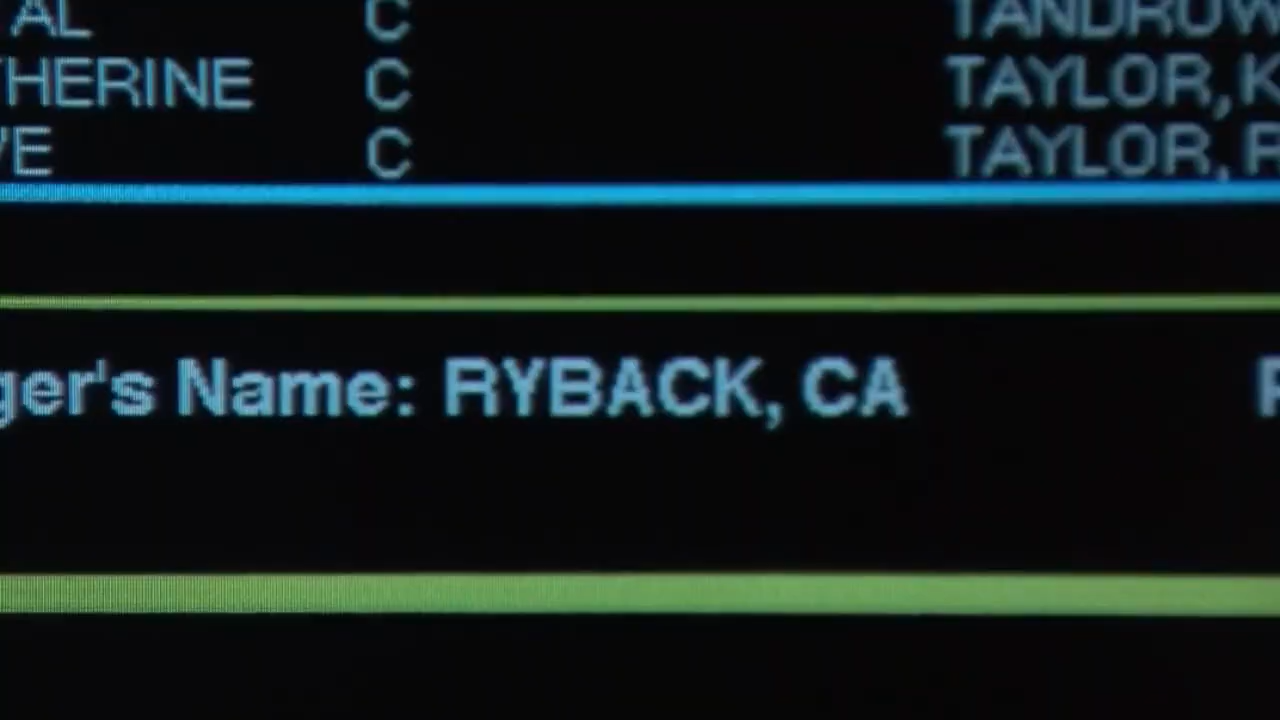 AL C TANDROW
THERINE C TAYLOR, K
VE C TAYLOR, R
ger's Name: RYBACK, CA